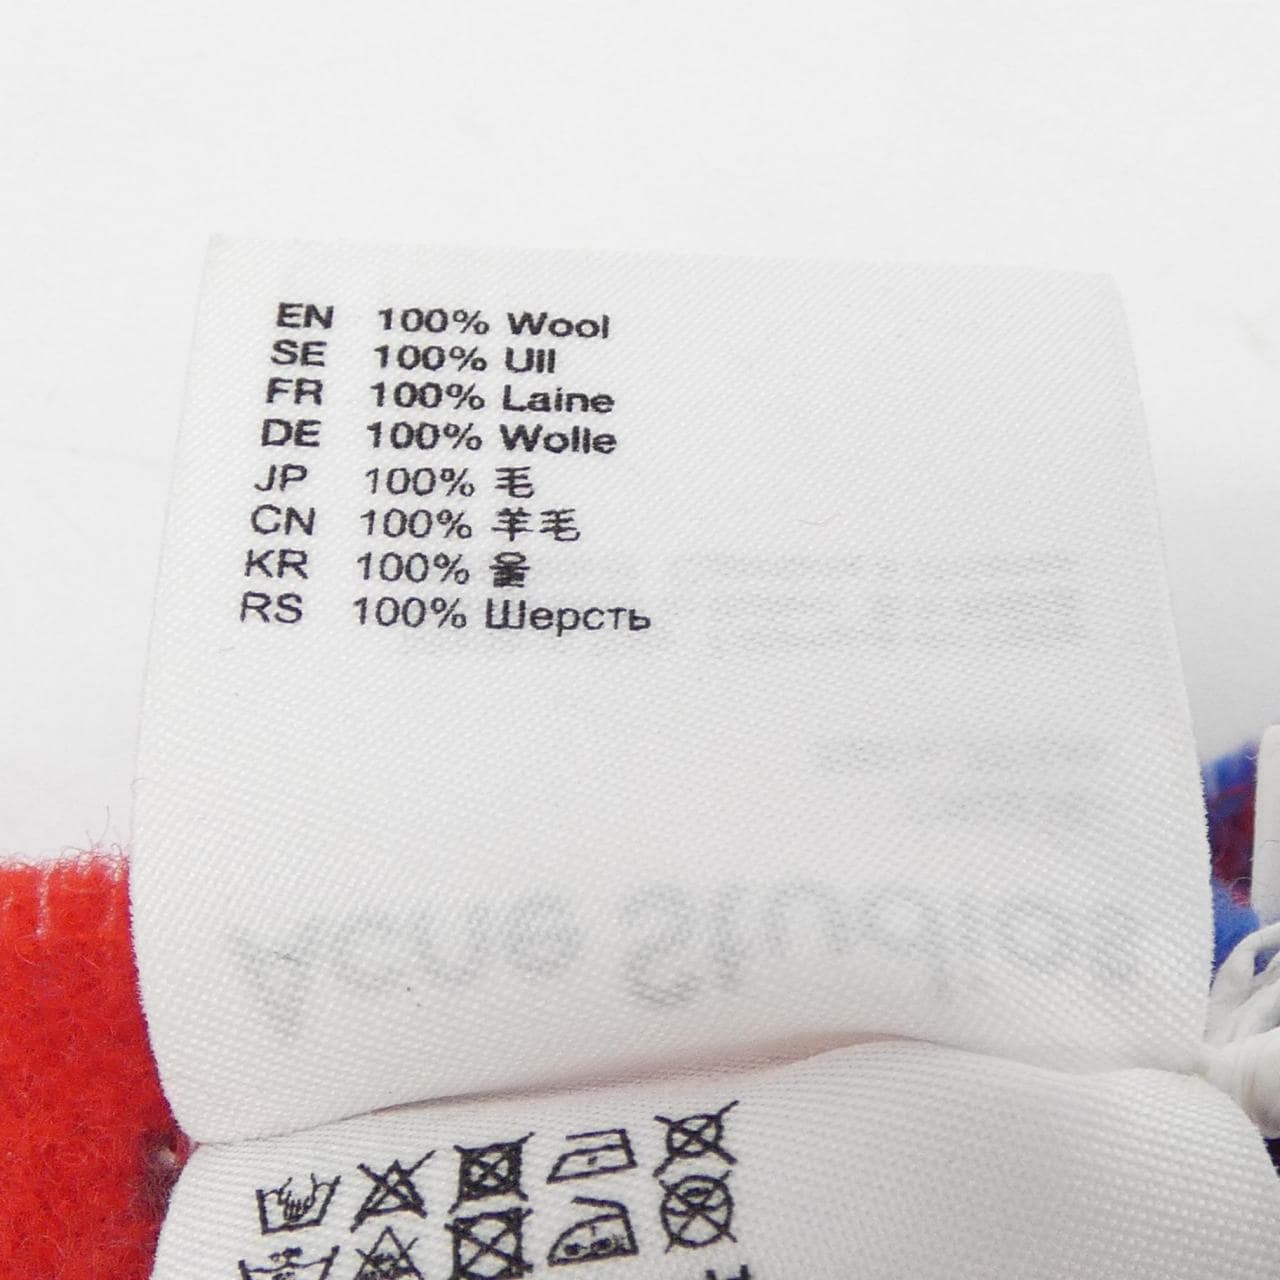 EN 100% Wool
SE 100% Ull
FR 100% Laine
DE 100% Wolle
JP 100% 毛
CN 100% 羊毛
KR 100% 울
RS 100% Шерсть